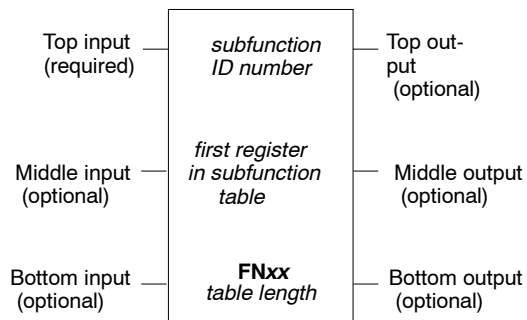 Top input
(required)
subfunction
ID number
Top out-
put
(optional)
Middle input
(optional)
first register
in subfunction
table
Middle output
(optional)
Bottom input
(optional)
FNxx
table length
Bottom output
(optional)